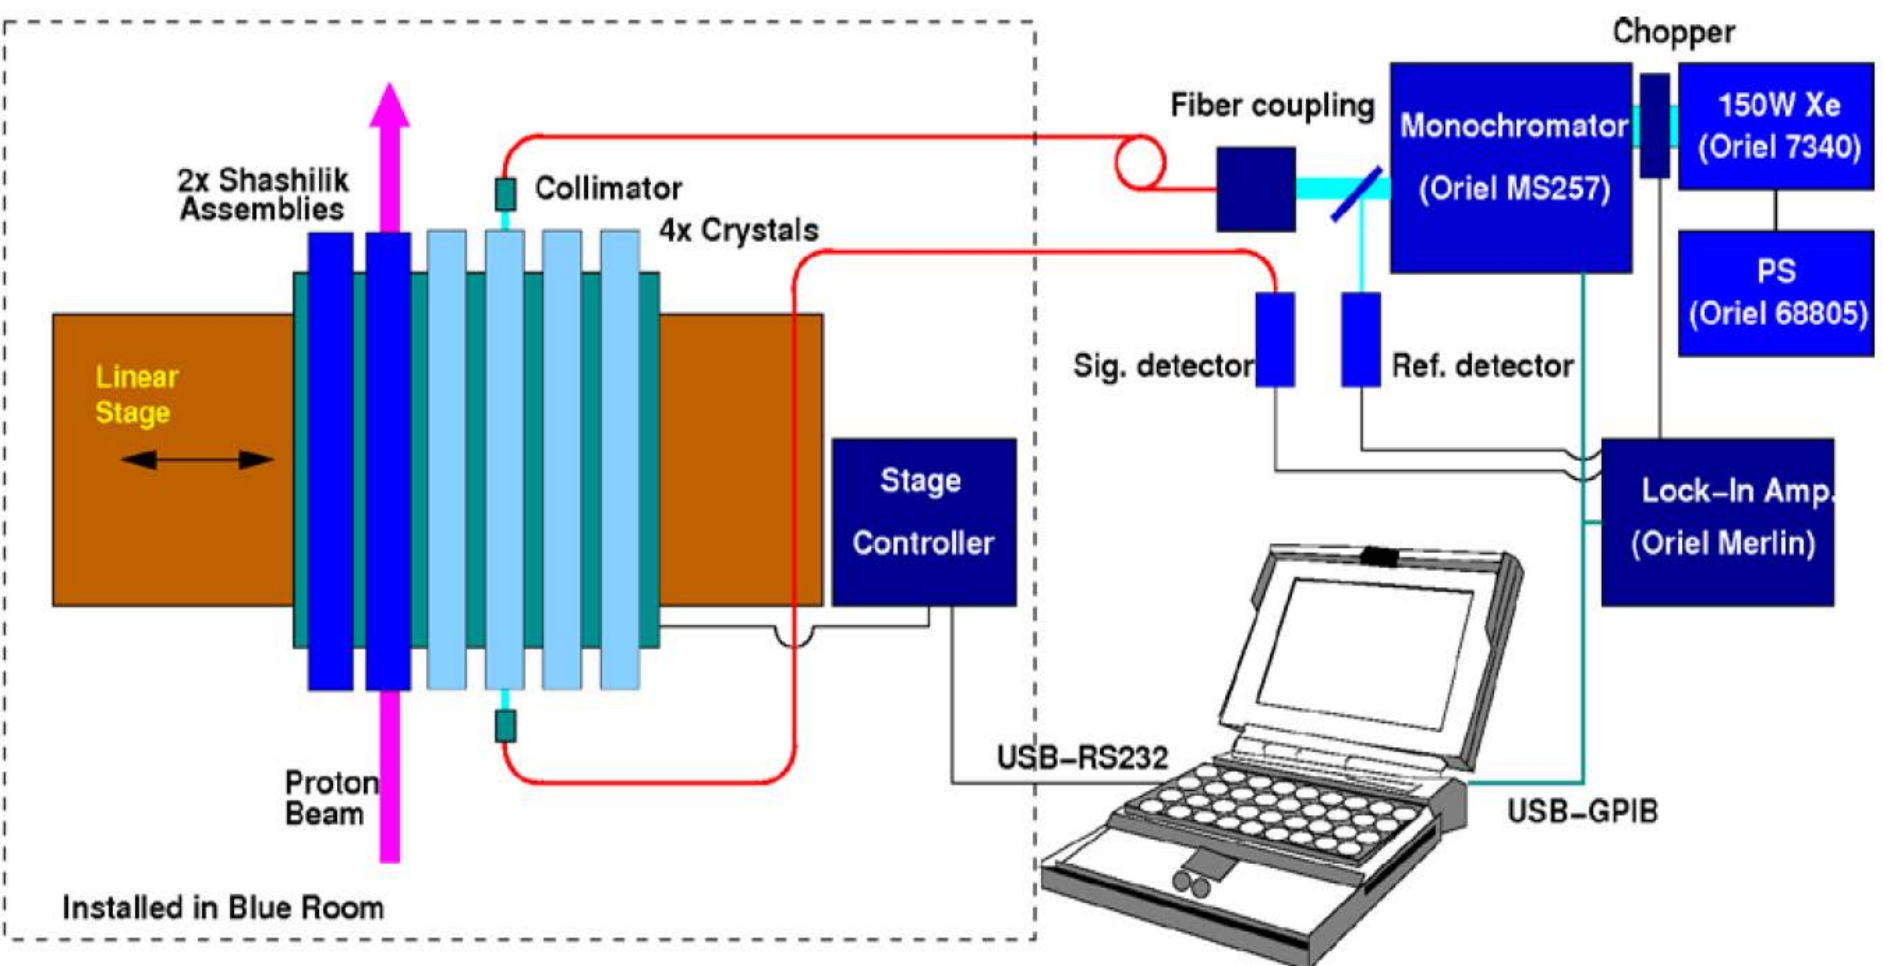 Chopper
Fiber coupling
Monochromator
(Oriel MS257)
150W Xe
(Oriel 7340)
2x Shashilik
Assemblies
Collimator
4x Crystals
PS
(Oriel 68805)
Sig. detector
Ref. detector
Linear
Stage
Stage
Controller
Lock-In Amp.
(Oriel Merlin)
Proton
Beam
USB-RS232
USB-GPIB
Installed in Blue Room